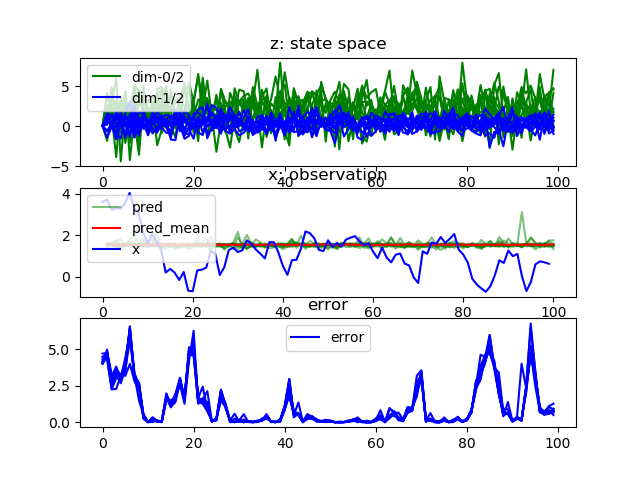 z: state space
5
0
−5
dim-0/2
dim-1/2
0 20 40 60 80 100
x: observation
4
2
0
pred
pred_mean
x
0 20 40 60 80 100
error
5.0
2.5
0.0
error
0 20 40 60 80 100